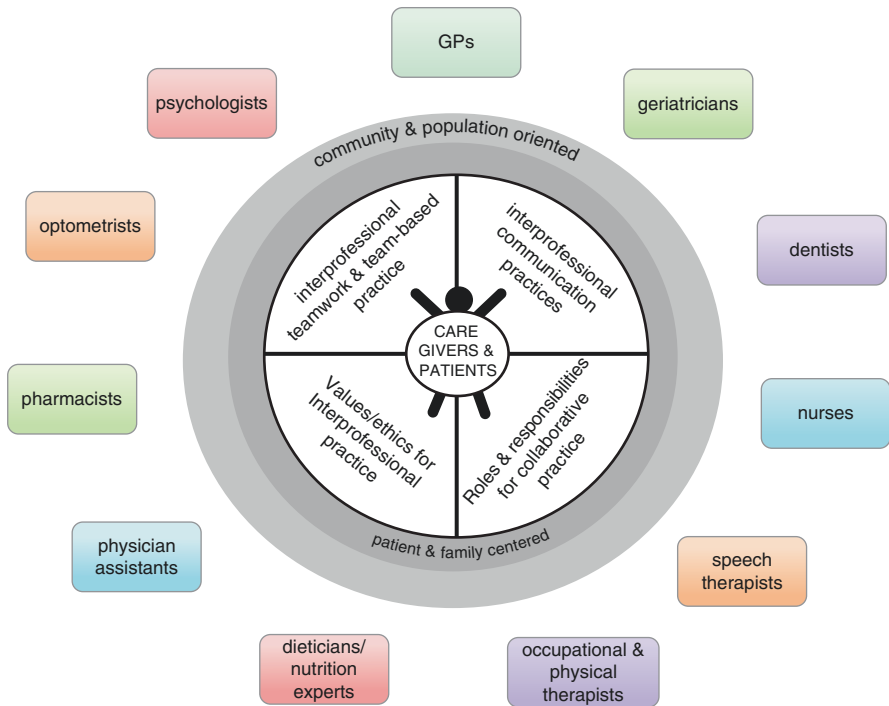 GPs
psychologists
geriatricians
community & population oriented
optometrists
dentists
interprofessional
teamwork & team-based
practice
interprofessional
communication
practices
CARE
GIVERS &
PATIENTS
pharmacists
nurses
Values/ethics for
Interprofessional
practice
Roles & responsibilities
for collaborative
practice
patient & family centered
physician
assistants
speech
therapists
dieticians/
nutrition
experts
occupational &
physical
therapists